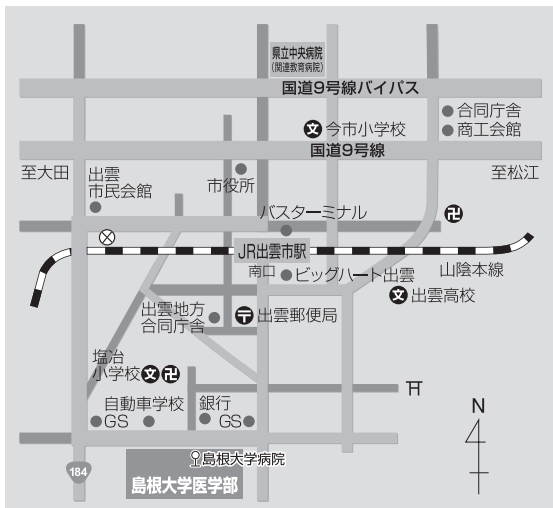 県立中央病院
(関連教育病院)
国道9号線バイパス
合同庁舎
文 今市小学校
商工会館
国道9号線
至大田
至松江
出雲
市民会館
市役所
バスターミナル
卍
JR出雲市駅
南口
ビッグハート出雲
山陰本線
文 出雲高校
出雲地方
合同庁舎
〒 出雲郵便局
塩冶
小学校 文 卍
自動車学校
銀行
GS
GS
N
島根大学病院
184
島根大学医学部